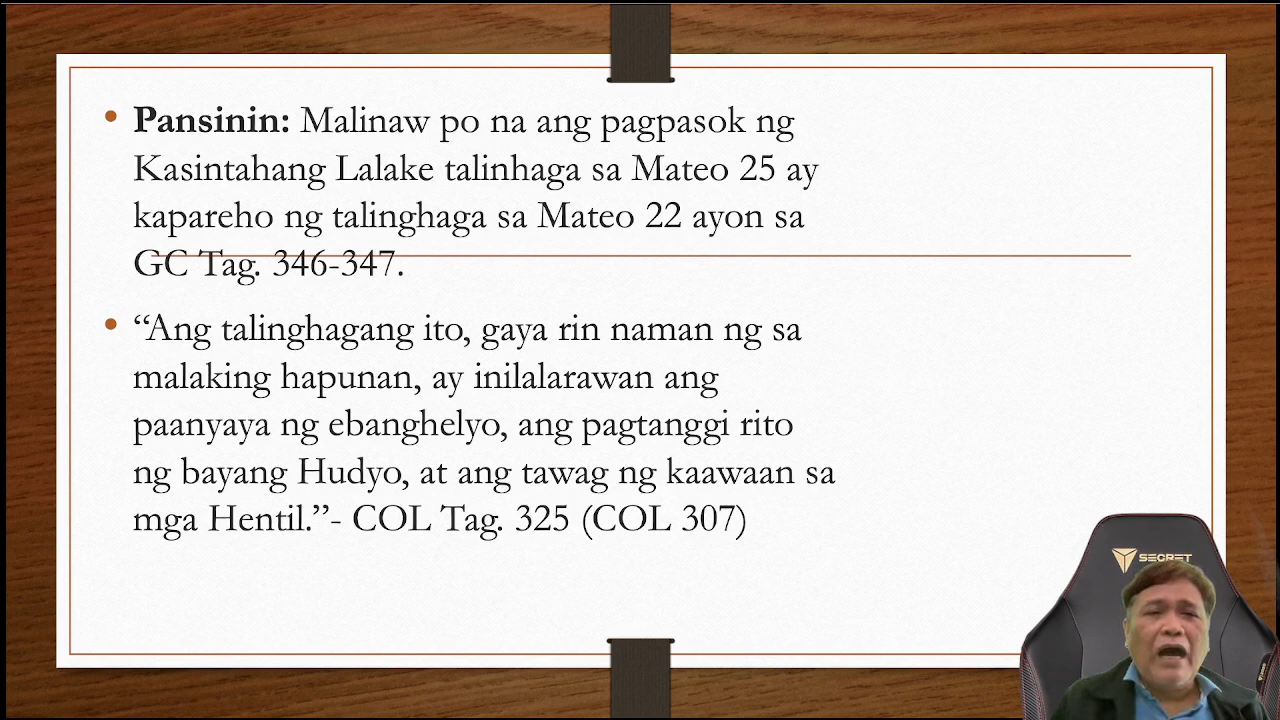 • Pansinin: Malinaw po na ang pagpasok ng
Kasintahang Lalake talinhaga sa Mateo 25 ay
kapareho ng talinghaga sa Mateo 22 ayon sa
GC Tag. 346-347.
• “Ang talinghagang ito, gaya rin naman ng sa
malaking hapunan, ay inilalarawan ang
paanyaya ng ebanghelyo, ang pagtanggi rito
ng bayang Hudyo, at ang tawag ng kaawaan sa
mga Hentil.”- COL Tag. 325 (COL 307)
SECRET